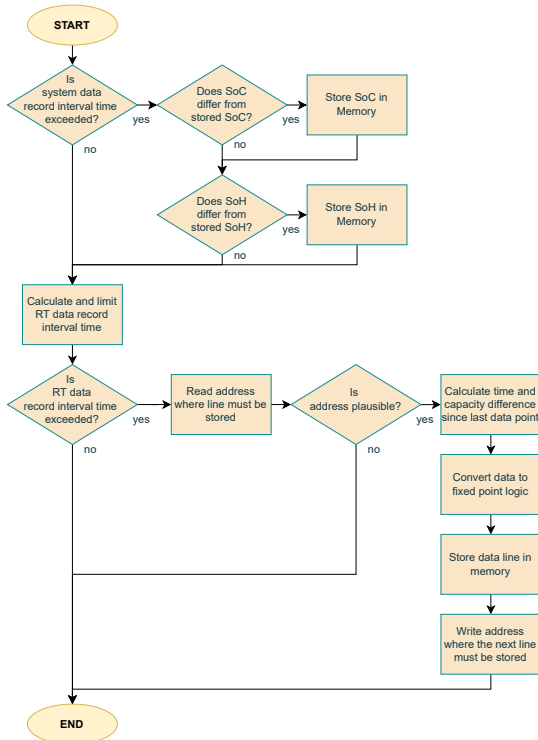 START
Is
system data
record interval time
exceeded?
yes
no
Does SoC
differ from
stored SoC?
yes
no
Store SoC in
Memory
Does SoH
differ from
stored SoH?
yes
no
Store SoH in
Memory
Calculate and limit
RT data record
interval time
Is
RT data
record interval time
exceeded?
yes
no
Read address
where line must be
stored
Is
address plausible?
yes
no
Calculate time and
capacity difference
since last data point
Convert data to
fixed point logic
Store data line in
memory
Write address
where the next line
must be stored
END